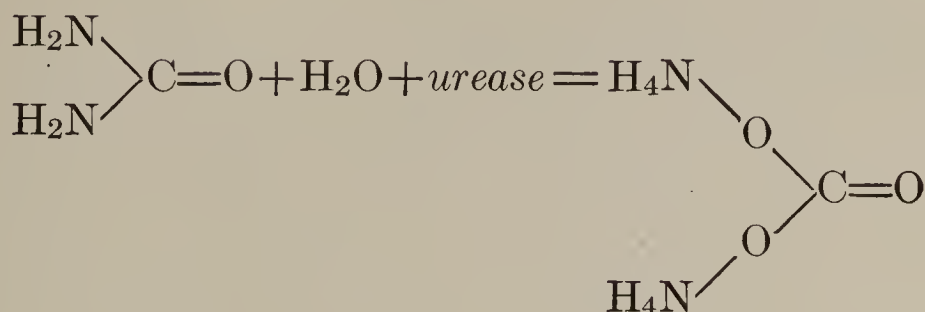 H₂N
C=O+H₂O+urease=H₄N
H₂N
O
C=O
O
H₄N